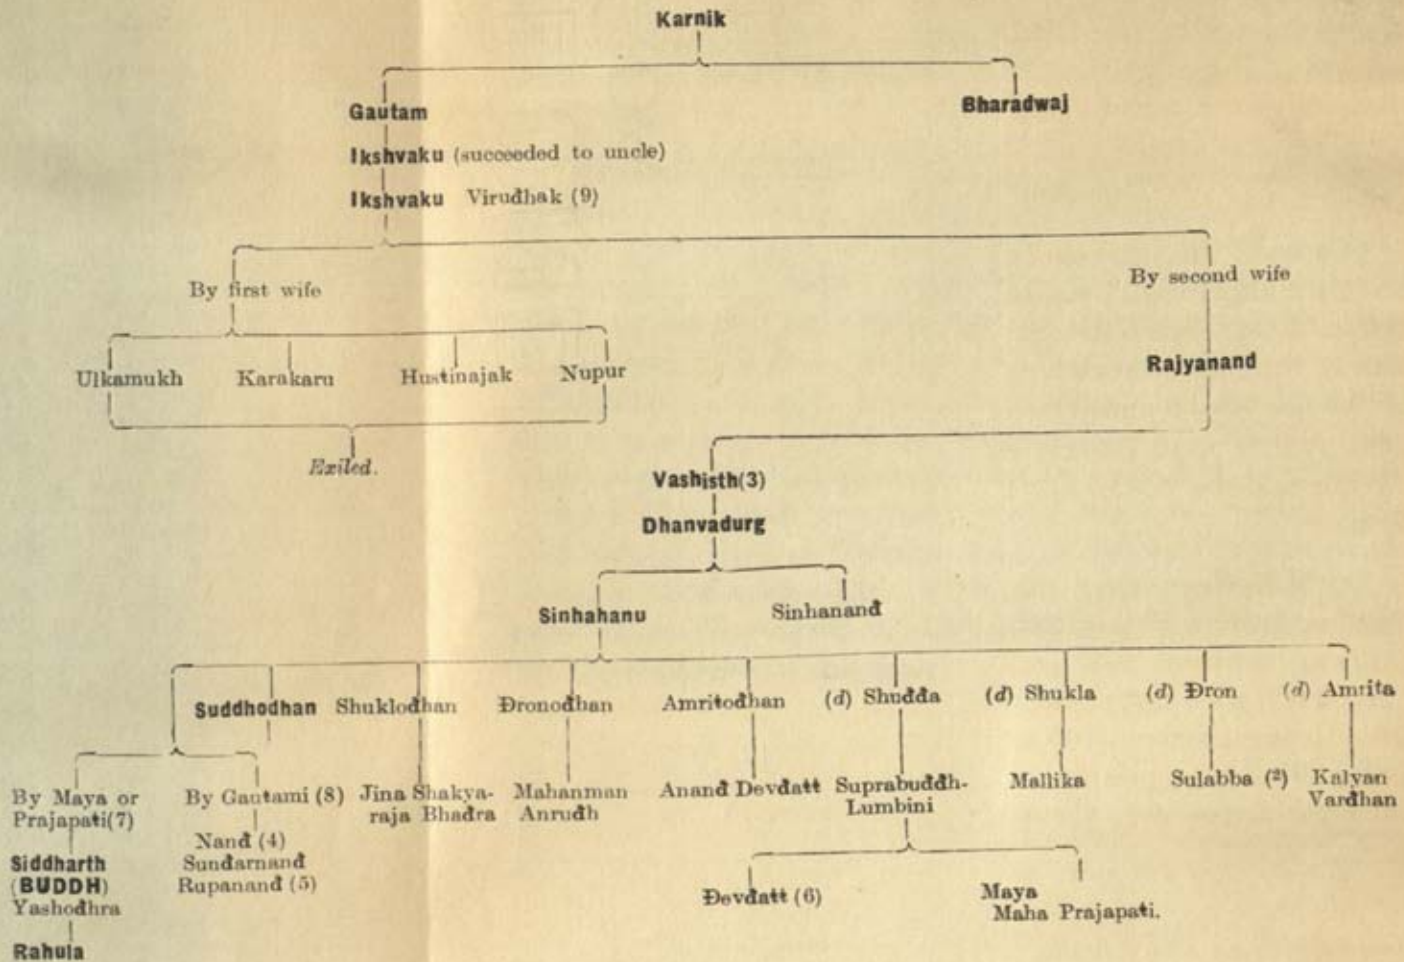 Karnik
Gautam
Bharadwaj
Ikshvaku (succeeded to uncle)
Ikshvaku Virudhak (9)
By first wife
By second wife
Ulkamukh Karakaru Hustinajak Nupur
Rajyanand
Exiled.
Vashisth(3)
Dhanvadurg
Sinhahanu
Sinhanand
Suddhodhan Shuklodhan Đronodhan Amritodhan (d) Shudda (d) Shukla (d) Đron (d) Amrita
By Maya or
Prajapati(7)
Siddharth
(BUDDH)
Yashodhra
Rahula
By Gautami (8)
Nand (4)
Sundarnand
Rupanand (5)
Jina Shakya-
raja Bhadra
Mahanman
Anrudh
Anand Devdatt
Suprabuddh-
Lumbini
Mallika
Sulabba (²)
Kalyan
Vardhan
Đevdatt (6)
Maya
Maha Prajapati.